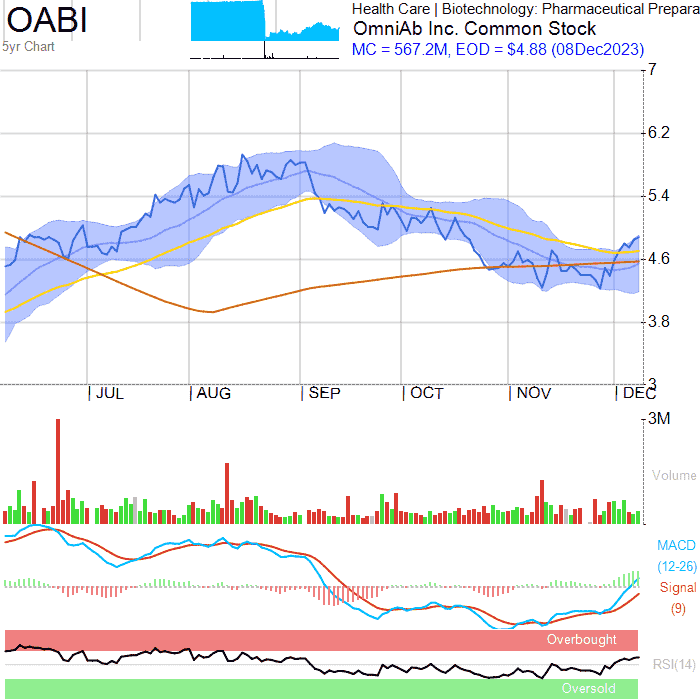 OABI
5yr Chart
Health Care | Biotechnology: Pharmaceutical Prepara
OmniAb Inc. Common Stock
MC = 567.2M, EOD = $4.88 (08Dec2023)
7
6.2
5.4
4.6
3.8
3
JUL
AUG
SEP
OCT
NOV
DEC
3M
Volume
MACD
(12-26)
Signal
(9)
Overbought
RSI(14)
Oversold